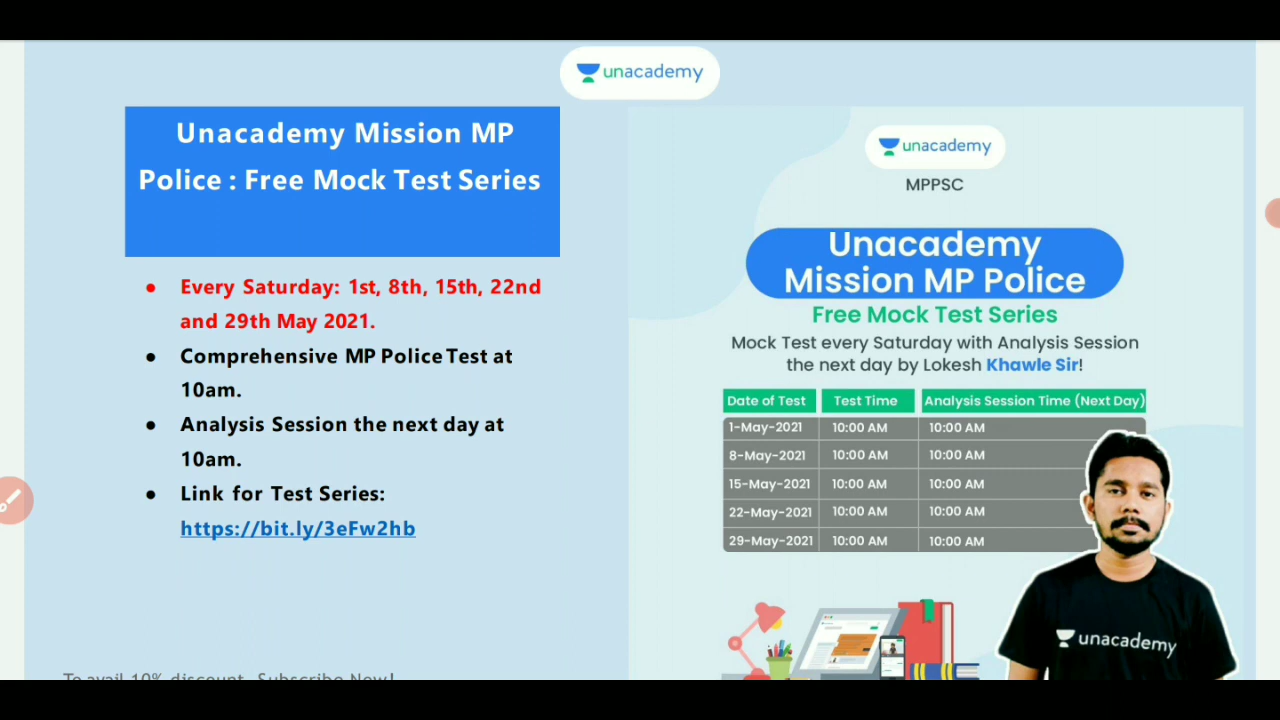 unacademy
Unacademy Mission MP
Police : Free Mock Test Series
● Every Saturday: 1st, 8th, 15th, 22nd
and 29th May 2021.
● Comprehensive MP Police Test at
10am.
● Analysis Session the next day at
10am.
● Link for Test Series:
https://bit.ly/3eFw2hb
To avail 10% discount, Subscribe Now!
unacademy
MPPSC
Unacademy
Mission MP Police
Free Mock Test Series
Mock Test every Saturday with Analysis Session
the next day by Lokesh Khawle Sir!
Date of Test Test Time Analysis Session Time (Next Day)
1-May-2021 10:00 AM 10:00 AM
8-May-2021 10:00 AM 10:00 AM
15-May-2021 10:00 AM 10:00 AM
22-May-2021 10:00 AM 10:00 AM
29-May-2021 10:00 AM 10:00 AM
unacademy